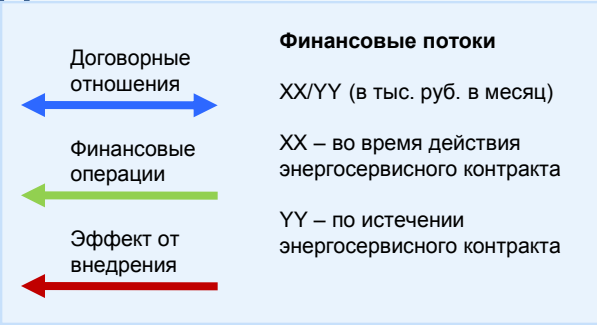 Договорные
отношения
Финансовые
операции
Эффект от
внедрения
Финансовые потоки
XX/YY (в тыс. руб. в месяц)
XX – во время действия
энергосервисного контракта
YY – по истечении
энергосервисного контракта